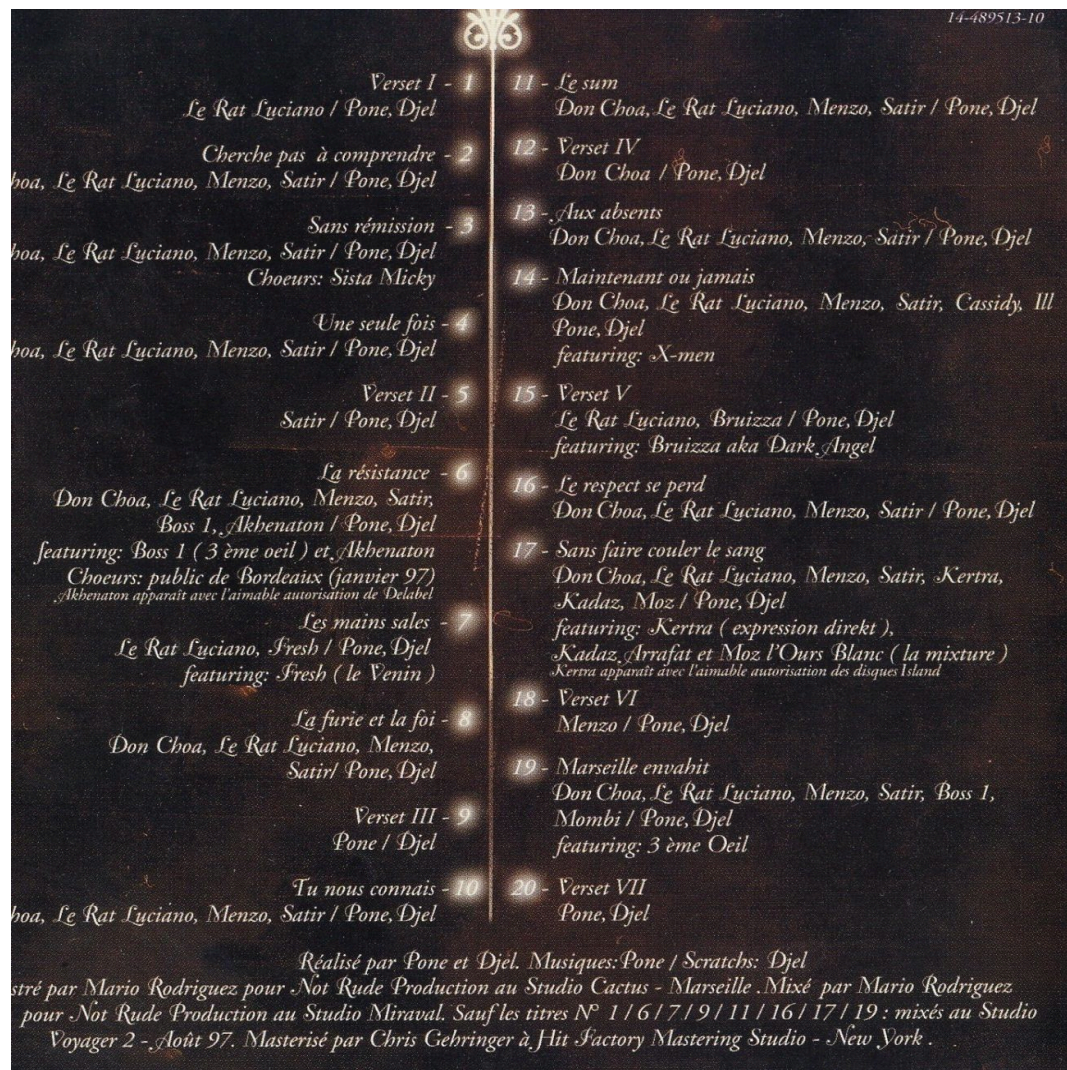 14-489513-10
Verset I - 1
Le Rat Luciano / Pone, Djel
Cherche pas à comprendre - 2
hoa, Le Rat Luciano, Menzo, Satir / Pone, Djel
Sans rémission - 3
hoa, Le Rat Luciano, Menzo, Satir / Pone, Djel
Choeurs: Sista Micky
Une seule fois - 4
hoa, Le Rat Luciano, Menzo, Satir / Pone, Djel
Verset II - 5
Satir / Pone, Djel
La résistance - 6
Don Choa, Le Rat Luciano, Menzo, Satir,
Boss 1, Akhenaton / Pone, Djel
featuring: Boss 1 ( 3 ème oeil ) et Akhenaton
Choeurs: public de Bordeaux (janvier 97)
Akhenaton apparaît avec l'aimable autorisation de Delabel
Les mains sales - 7
Le Rat Luciano, Fresh / Pone, Djel
featuring: Fresh ( le Venin )
La furie et la foi - 8
Don Choa, Le Rat Luciano, Menzo,
Satir/ Pone, Djel
Verset III - 9
Pone / Djel
Tu nous connais - 10
hoa, Le Rat Luciano, Menzo, Satir / Pone, Djel
11 - Le sum
Don Choa, Le Rat Luciano, Menzo, Satir / Pone, Djel
12 - Verset IV
Don Choa / Pone, Djel
13 - Aux absents
Don Choa, Le Rat Luciano, Menzo, Satir / Pone, Djel
14 - Maintenant ou jamais
Don Choa, Le Rat Luciano, Menzo, Satir, Cassidy, Ill
Pone, Djel
featuring: X-men
15 - Verset V
Le Rat Luciano, Bruizza / Pone, Djel
featuring: Bruizza aka Dark Angel
16 - Le respect se perd
Don Choa, Le Rat Luciano, Menzo, Satir / Pone, Djel
17 - Sans faire couler le sang
Don Choa, Le Rat Luciano, Menzo, Satir, Kertra,
Kadaz, Moz / Pone, Djel
featuring: Kertra ( expression direkt ),
Kadaz Arrafat et Moz l'Ours Blanc ( la mixture )
Kertra apparaît avec l'aimable autorisation des disques Island
18 - Verset VI
Menzo / Pone, Djel
19 - Marseille envahit
Don Choa, Le Rat Luciano, Menzo, Satir, Boss 1,
Mombi / Pone, Djel
featuring: 3 ème Oeil
20 - Verset VII
Pone, Djel
Réalisé par Pone et Djel. Musiques: Pone / Scratchs: Djel
stré par Mario Rodriguez pour Not Rude Production au Studio Cactus - Marseille . Mixé par Mario Rodriguez
pour Not Rude Production au Studio Miraval. Sauf les titres N° 1 / 6 / 7 / 9 / 11 / 16 / 17 / 19 : mixés au Studio
Voyager 2 - Août 97. Masterisé par Chris Gehringer à Hit Factory Mastering Studio - New York .